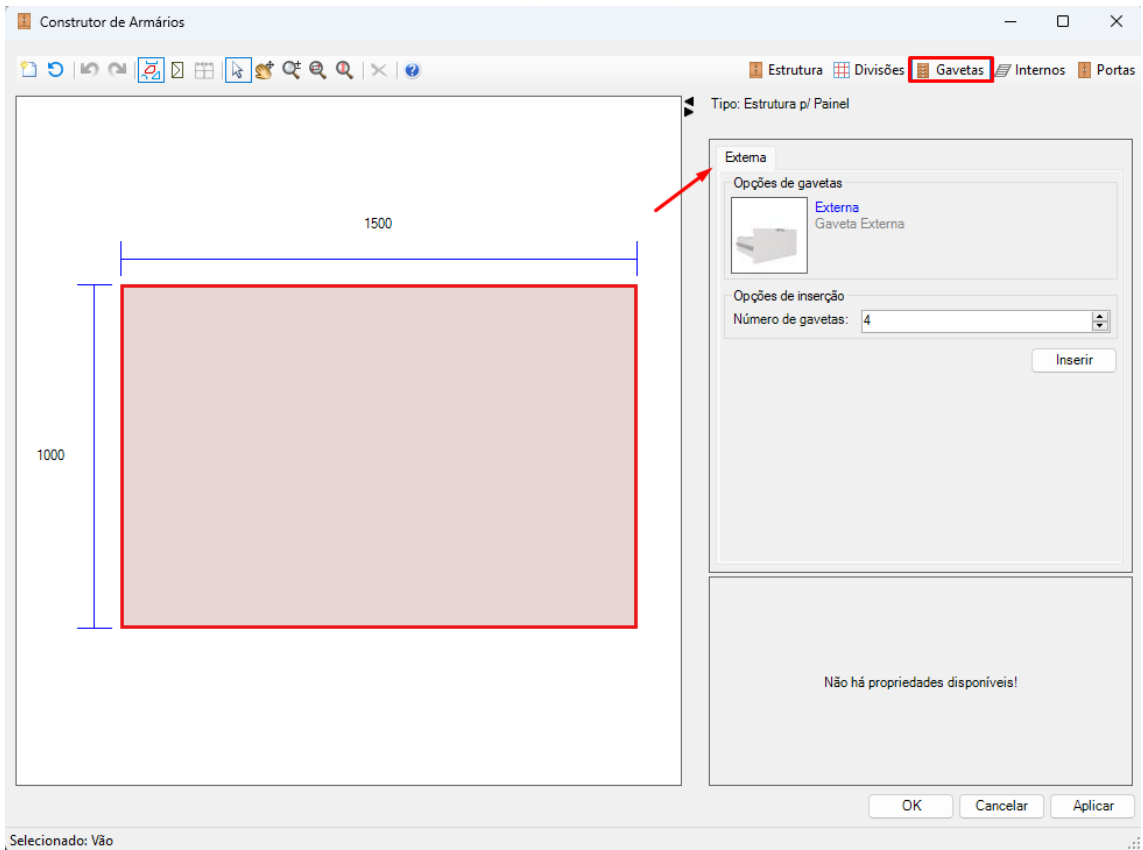 Construtor de Armários
Estrutura Divisões Gavetas Internos Portas
Tipo: Estrutura p/ Painel
Externa
Opções de gavetas
Externa
Gaveta Externa
1500
Opções de inserção
Número de gavetas: 4
Inserir
1000
Não há propriedades disponíveis!
OK Cancelar Aplicar
Selecionado: Vão